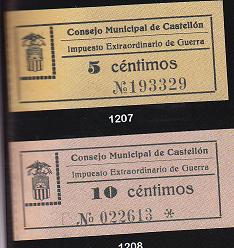 Consejo Municipal de Castellón
Impuesto Extraordinario de Guerra
5 céntimos
№193329
1207
Consejo Municipal de Castellón
Impuesto Extraordinario de Guerra
10 céntimos
№ 022613 *
1208